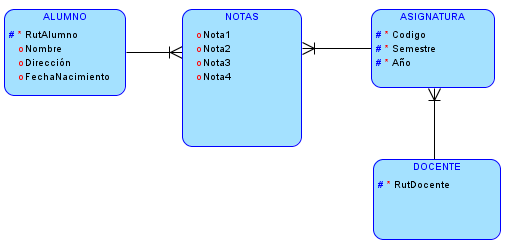 ALUMNO
# * RutAlumno
o Nombre
o Dirección
o FechaNacimiento
NOTAS
o Nota1
o Nota2
o Nota3
o Nota4
ASIGNATURA
# * Codigo
# * Semestre
# * Año
DOCENTE
# * RutDocente